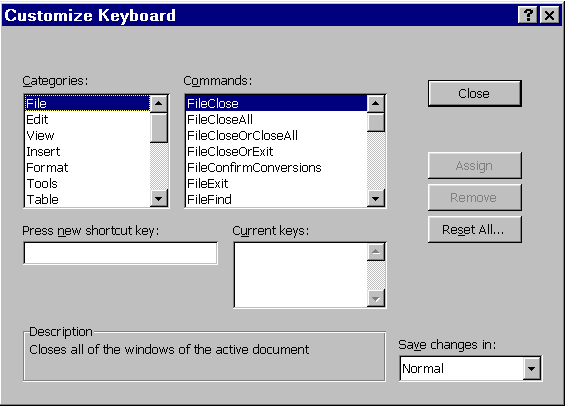 Customize Keyboard
Categories:
File
Edit
View
Insert
Format
Tools
Table
Commands:
FileClose
FileCloseAll
FileCloseOrCloseAll
FileCloseOrExit
FileConfirmConversions
FileExit
FileFind
Close
Assign
Remove
Reset All...
Press new shortcut key:
Current keys:
Description
Closes all of the windows of the active document
Save changes in:
Normal